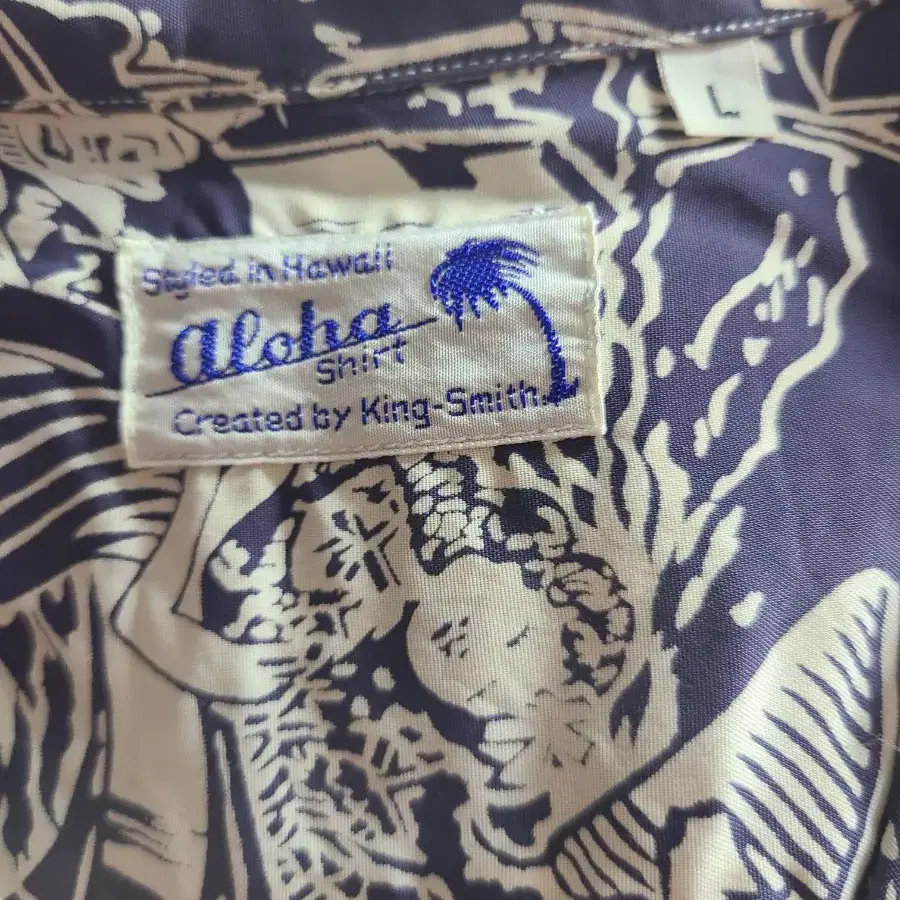 L
Styled in Hawaii
Aloha
Shirt
Created by King-Smith